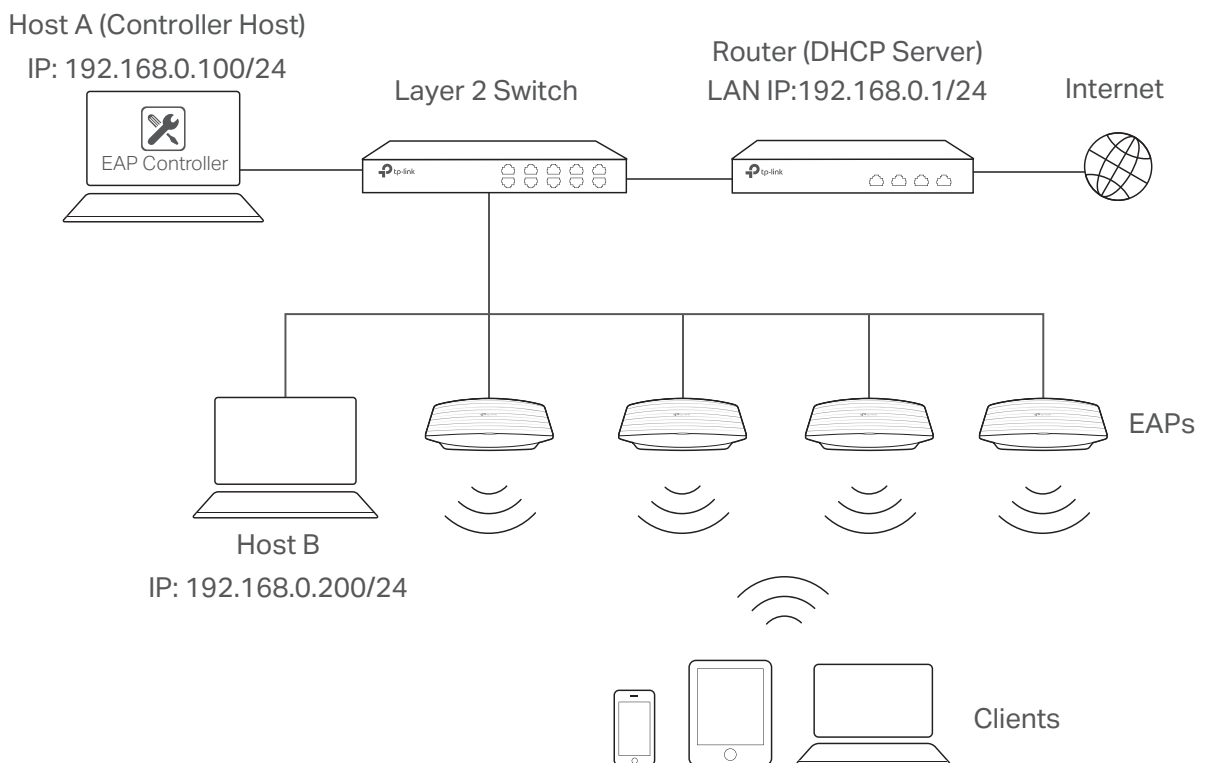 Host A (Controller Host)
IP: 192.168.0.100/24
EAP Controller
Layer 2 Switch
tp-link
Router (DHCP Server)
LAN IP:192.168.0.1/24
tp-link
Internet
EAPs
Host B
IP: 192.168.0.200/24
Clients